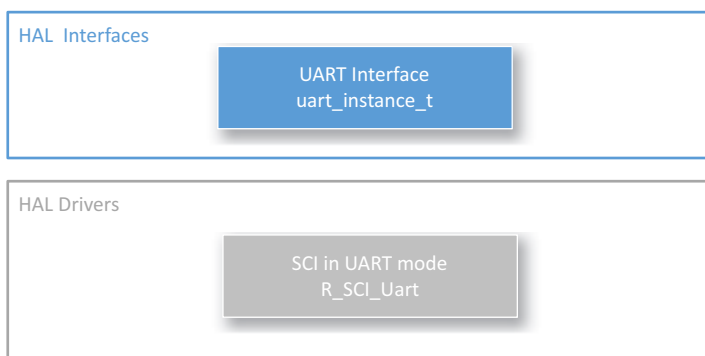 HAL  Interfaces
UART Interface
uart_instance_t
HAL Drivers
SCI in UART mode
R_SCI_Uart